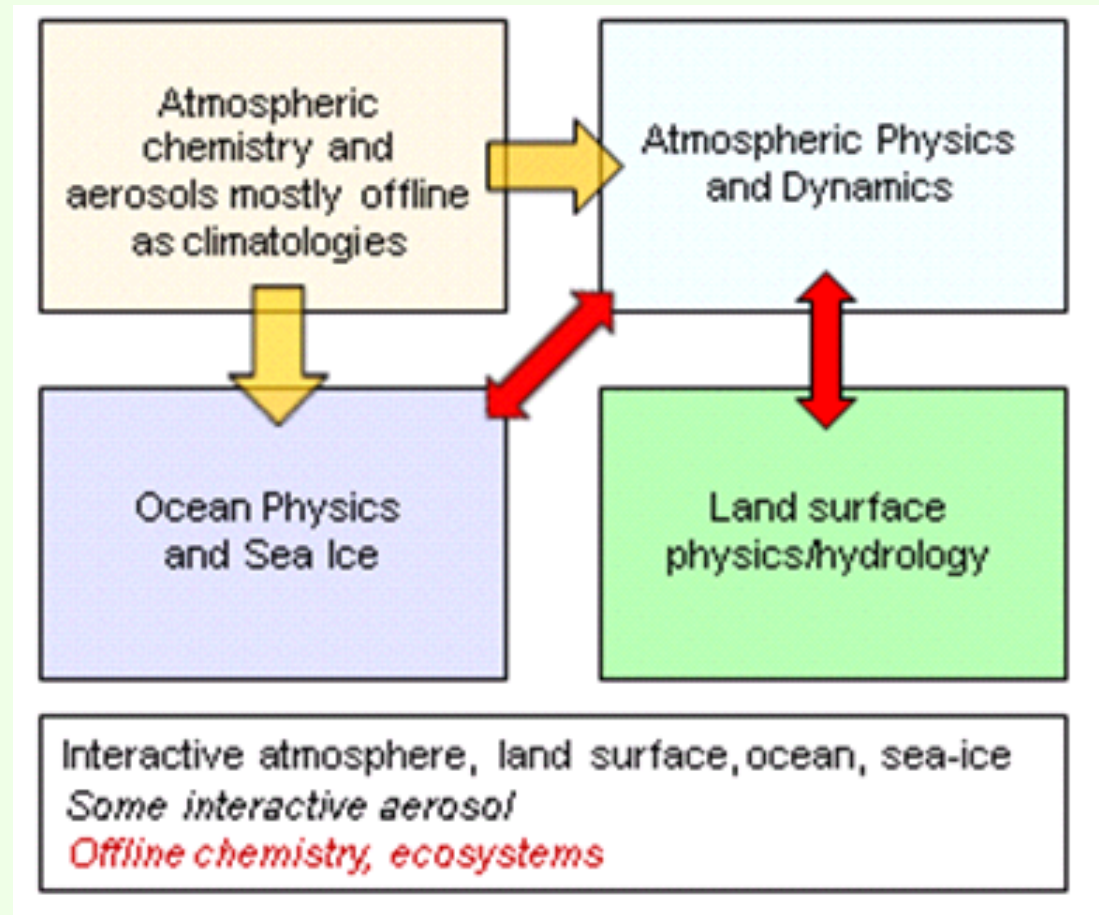 Atmospheric
chemistry and
aerosols mostly offline
as climatologies
Atmospheric Physics
and Dynamics
Ocean Physics
and Sea Ice
Land surface
physics/hydrology
Interactive atmosphere, land surface, ocean, sea-ice
Some interactive aerosol
Offline chemistry, ecosystems